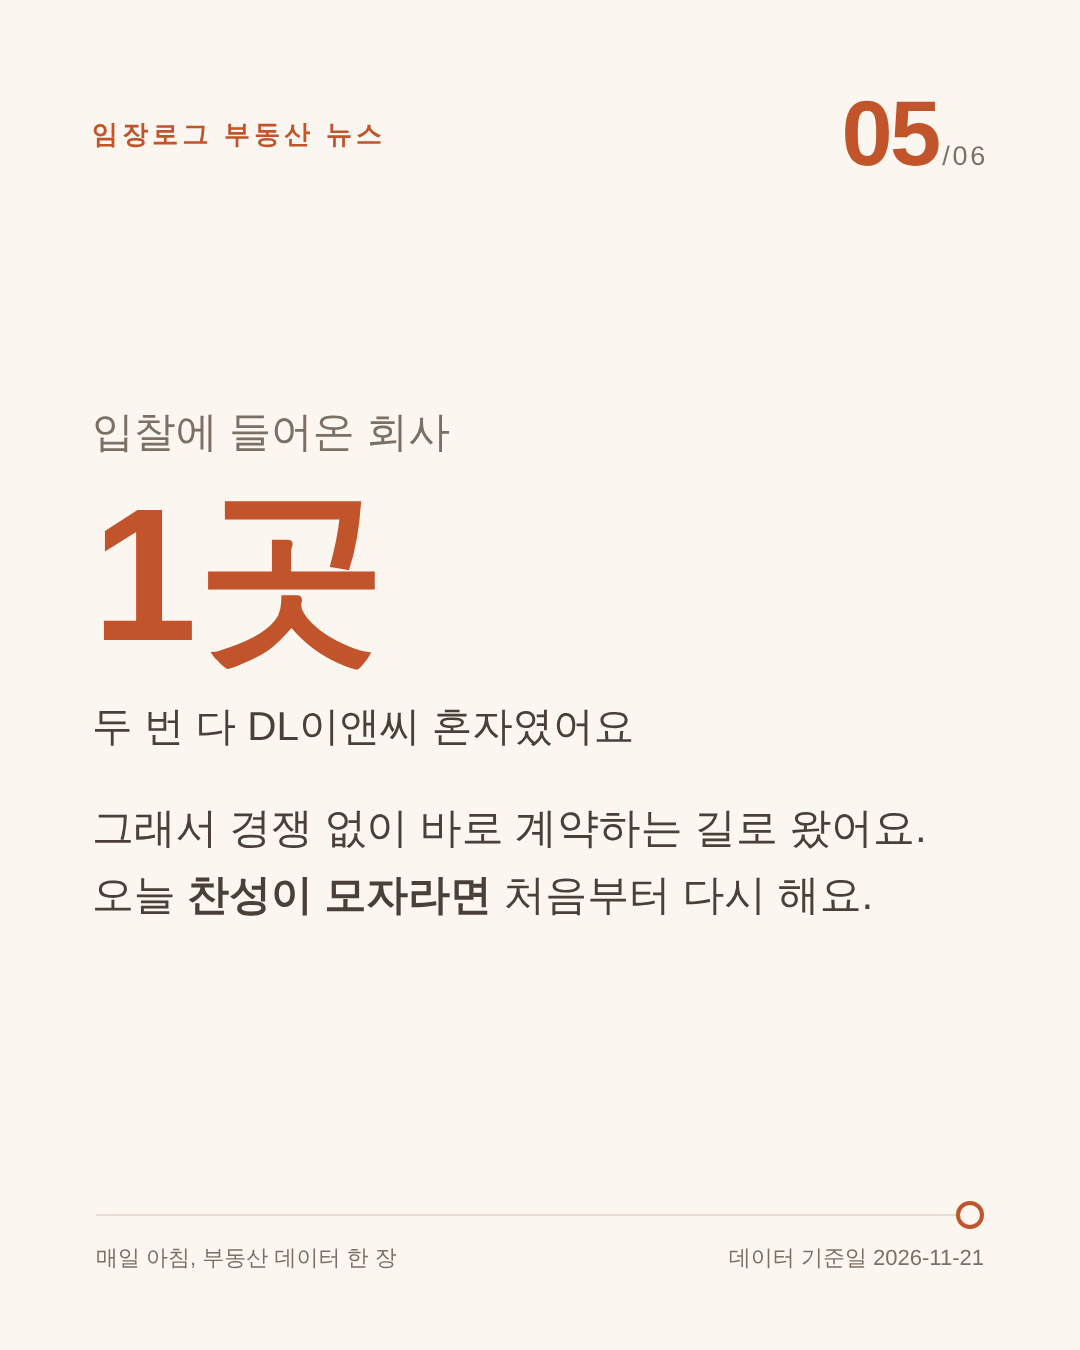 임장로그 부동산 뉴스
05/06
입찰에 들어온 회사
1곳
두 번 다 DL이앤씨 혼자였어요
그래서 경쟁 없이 바로 계약하는 길로 왔어요.
오늘 찬성이 모자라면 처음부터 다시 해요.
매일 아침, 부동산 데이터 한 장
데이터 기준일 2026-11-21